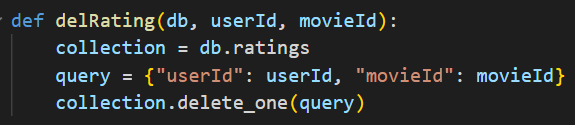 def delRating(db, userId, movieId):
    collection = db.ratings
    query = {"userId": userId, "movieId": movieId}
    collection.delete_one(query)